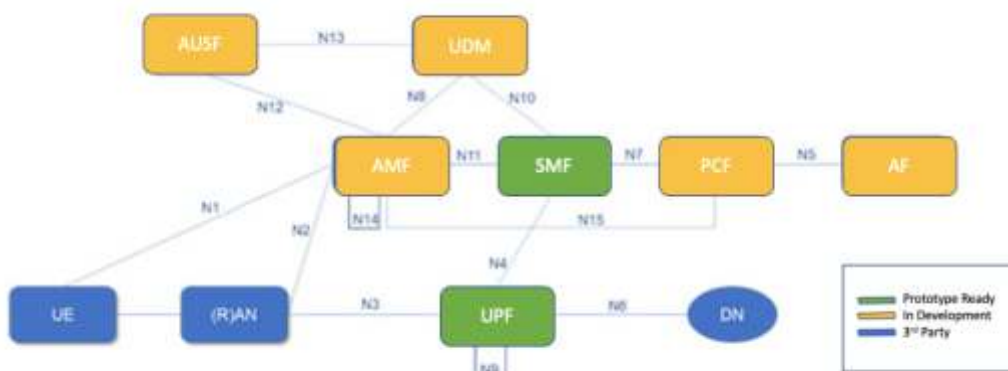 AUSF
N13
UDM
N12
N8
N10
AMF
N11
SMF
N7
PCF
N5
AF
N1
N2
N14
N15
N4
UE
(R)AN
N3
UPF
N6
DN
N9
Prototype Ready
In Development
3rd Party